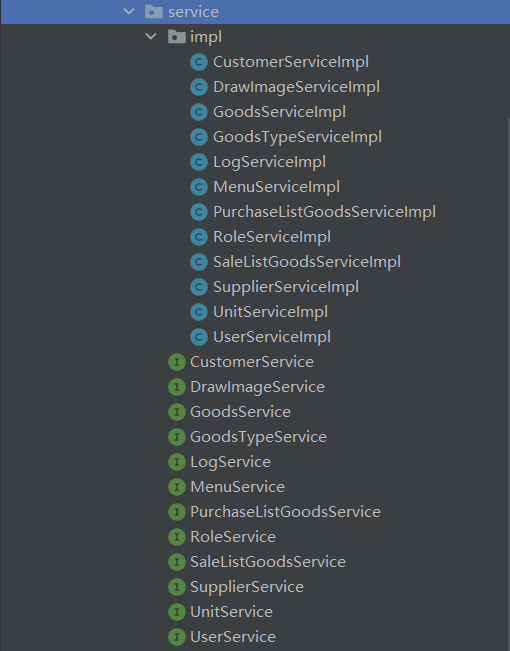 service
impl
C CustomerServiceImpl
C DrawImageServiceImpl
C GoodsServiceImpl
C GoodsTypeServiceImpl
C LogServiceImpl
C MenuServiceImpl
C PurchaseListGoodsServiceImpl
C RoleServiceImpl
C SaleListGoodsServiceImpl
C SupplierServiceImpl
C UnitServiceImpl
C UserServiceImpl
I CustomerService
I DrawImageService
I GoodsService
I GoodsTypeService
I LogService
I MenuService
I PurchaseListGoodsService
I RoleService
I SaleListGoodsService
I SupplierService
I UnitService
I UserService